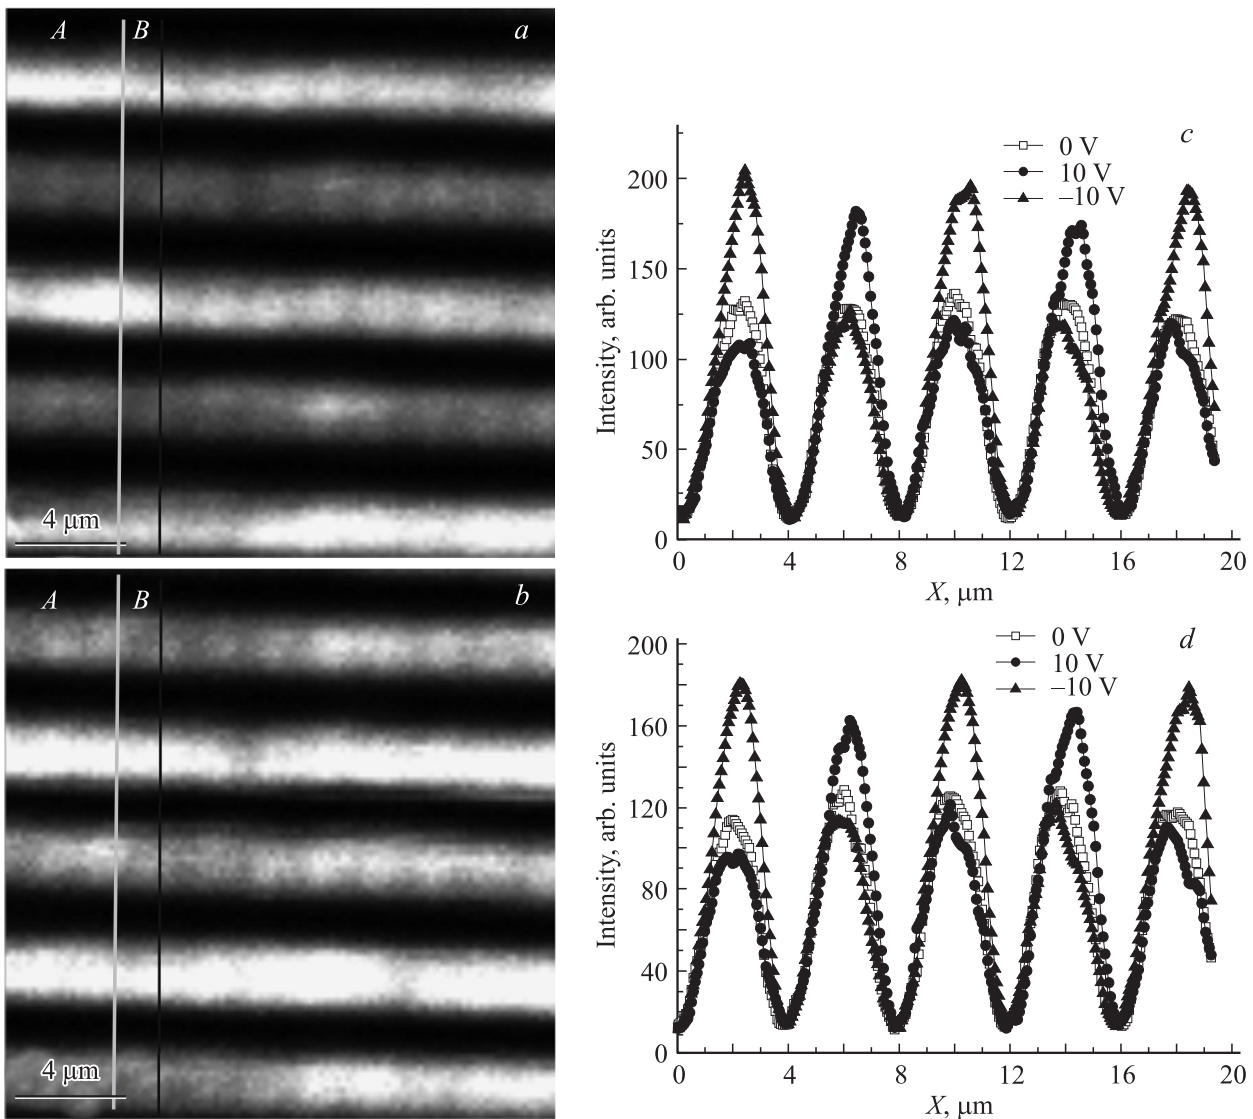 A B a
4 μm
A B b
4 μm
c
0 V
10 V
–10 V
200
150
100
50
0
Intensity, arb. units
0 4 8 12 16 20
X, μm
d
0 V
10 V
–10 V
200
160
120
80
40
0
Intensity, arb. units
0 4 8 12 16 20
X, μm